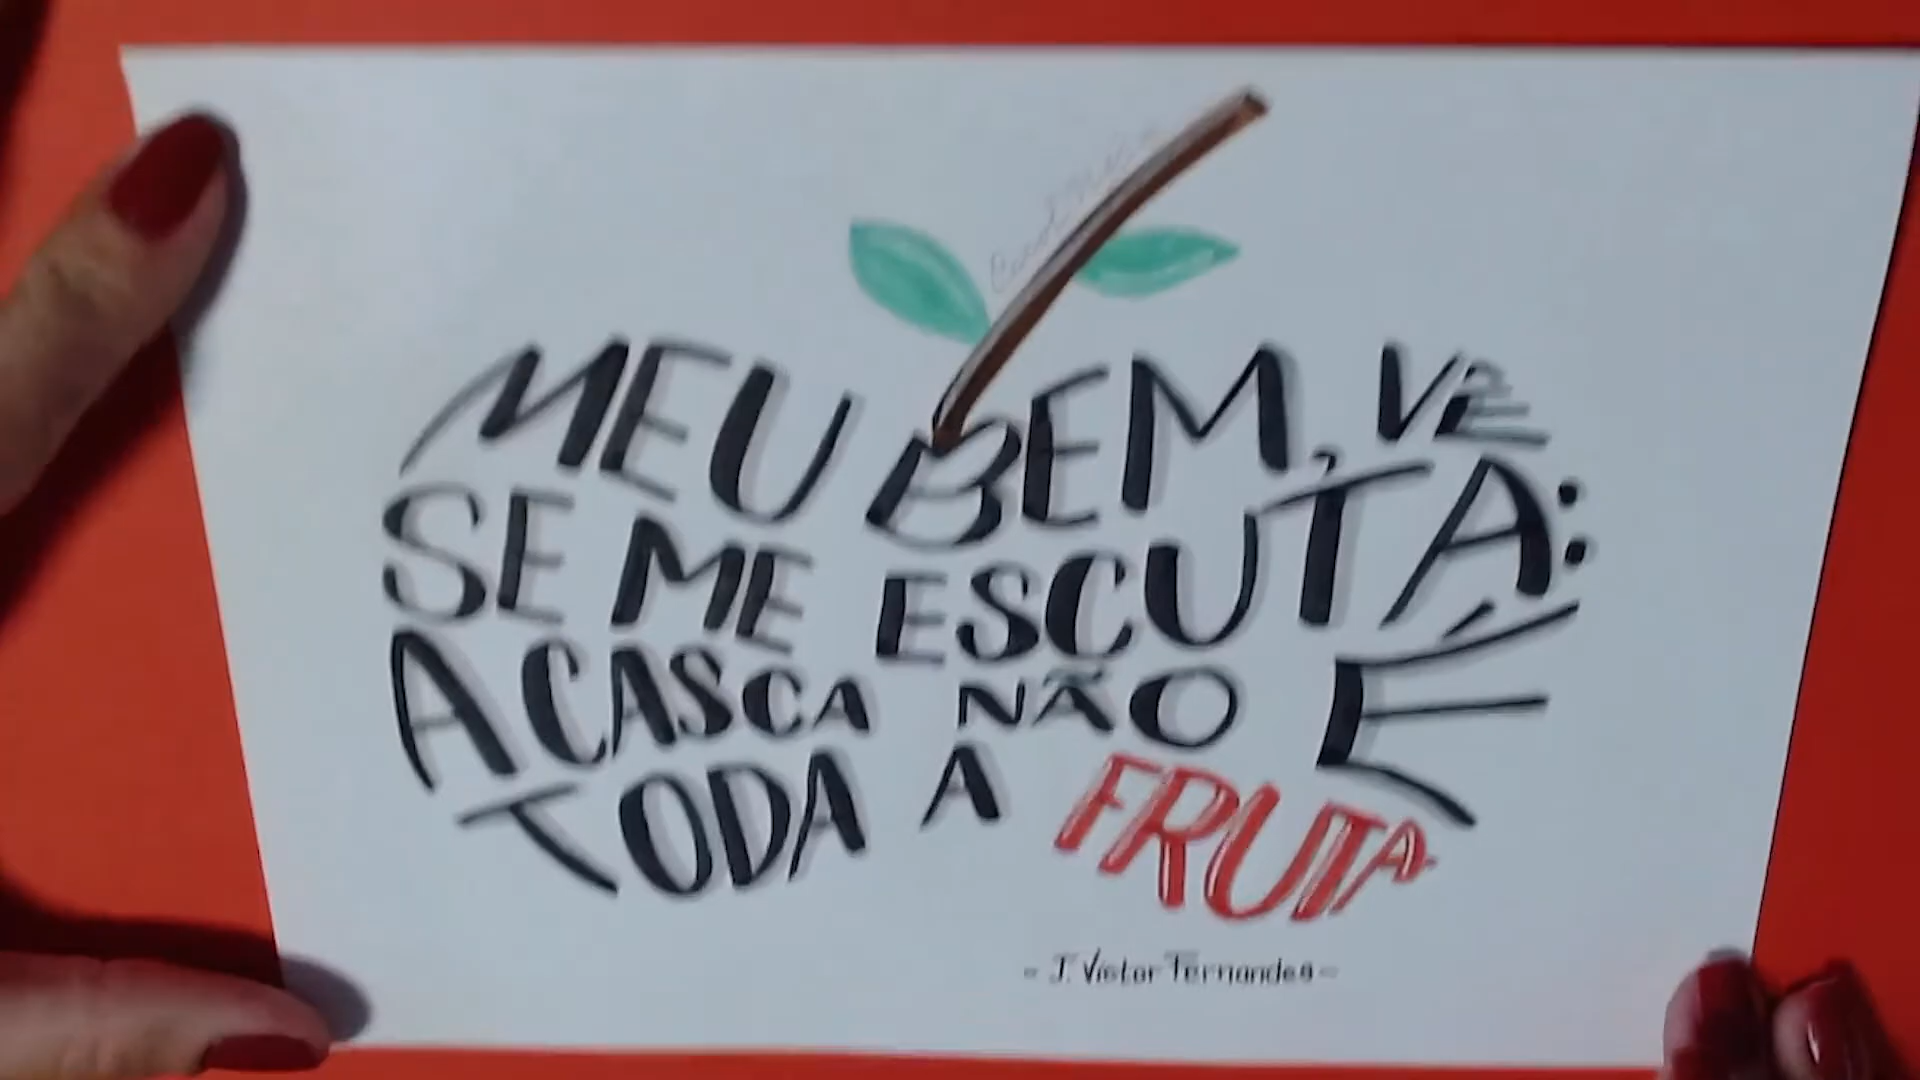 MEU BEM, VÊ
SE ME ESCUTA:
A CASCA NÃO É
TODA A FRUTA
- J. Victor Fernandes -